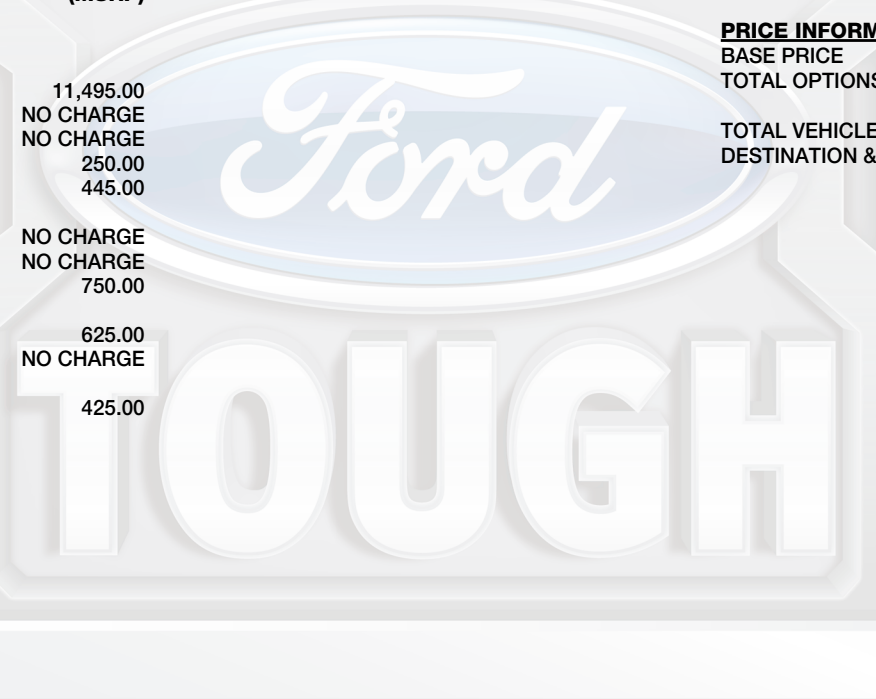 11,495.00
NO CHARGE
NO CHARGE
250.00
445.00
NO CHARGE
NO CHARGE
750.00
625.00
NO CHARGE
425.00
PRICE INFORM
BASE PRICE
TOTAL OPTIONS
TOTAL VEHICLE
DESTINATION &
Ford
TOUGH